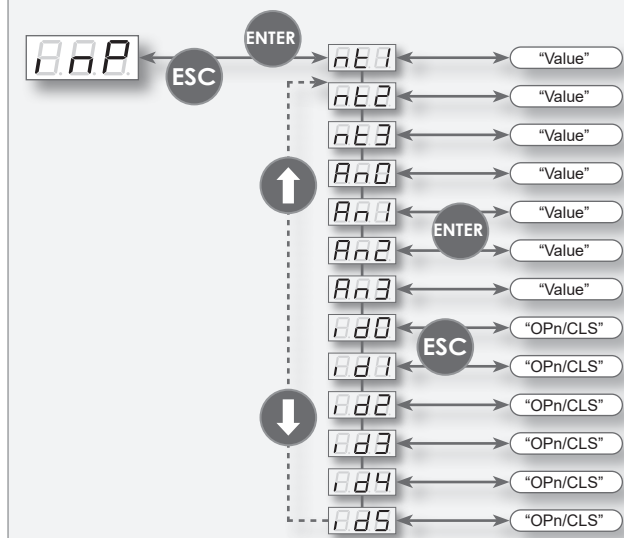 ENTER
inP
ESC
nt1 “Value”
nt2 “Value”
nt3 “Value”
An0 “Value”
An1 “Value”
ENTER
An2 “Value”
An3 “Value”
id0 “OPn/CLS”
ESC
id1 “OPn/CLS”
id2 “OPn/CLS”
id3 “OPn/CLS”
id4 “OPn/CLS”
id5 “OPn/CLS”